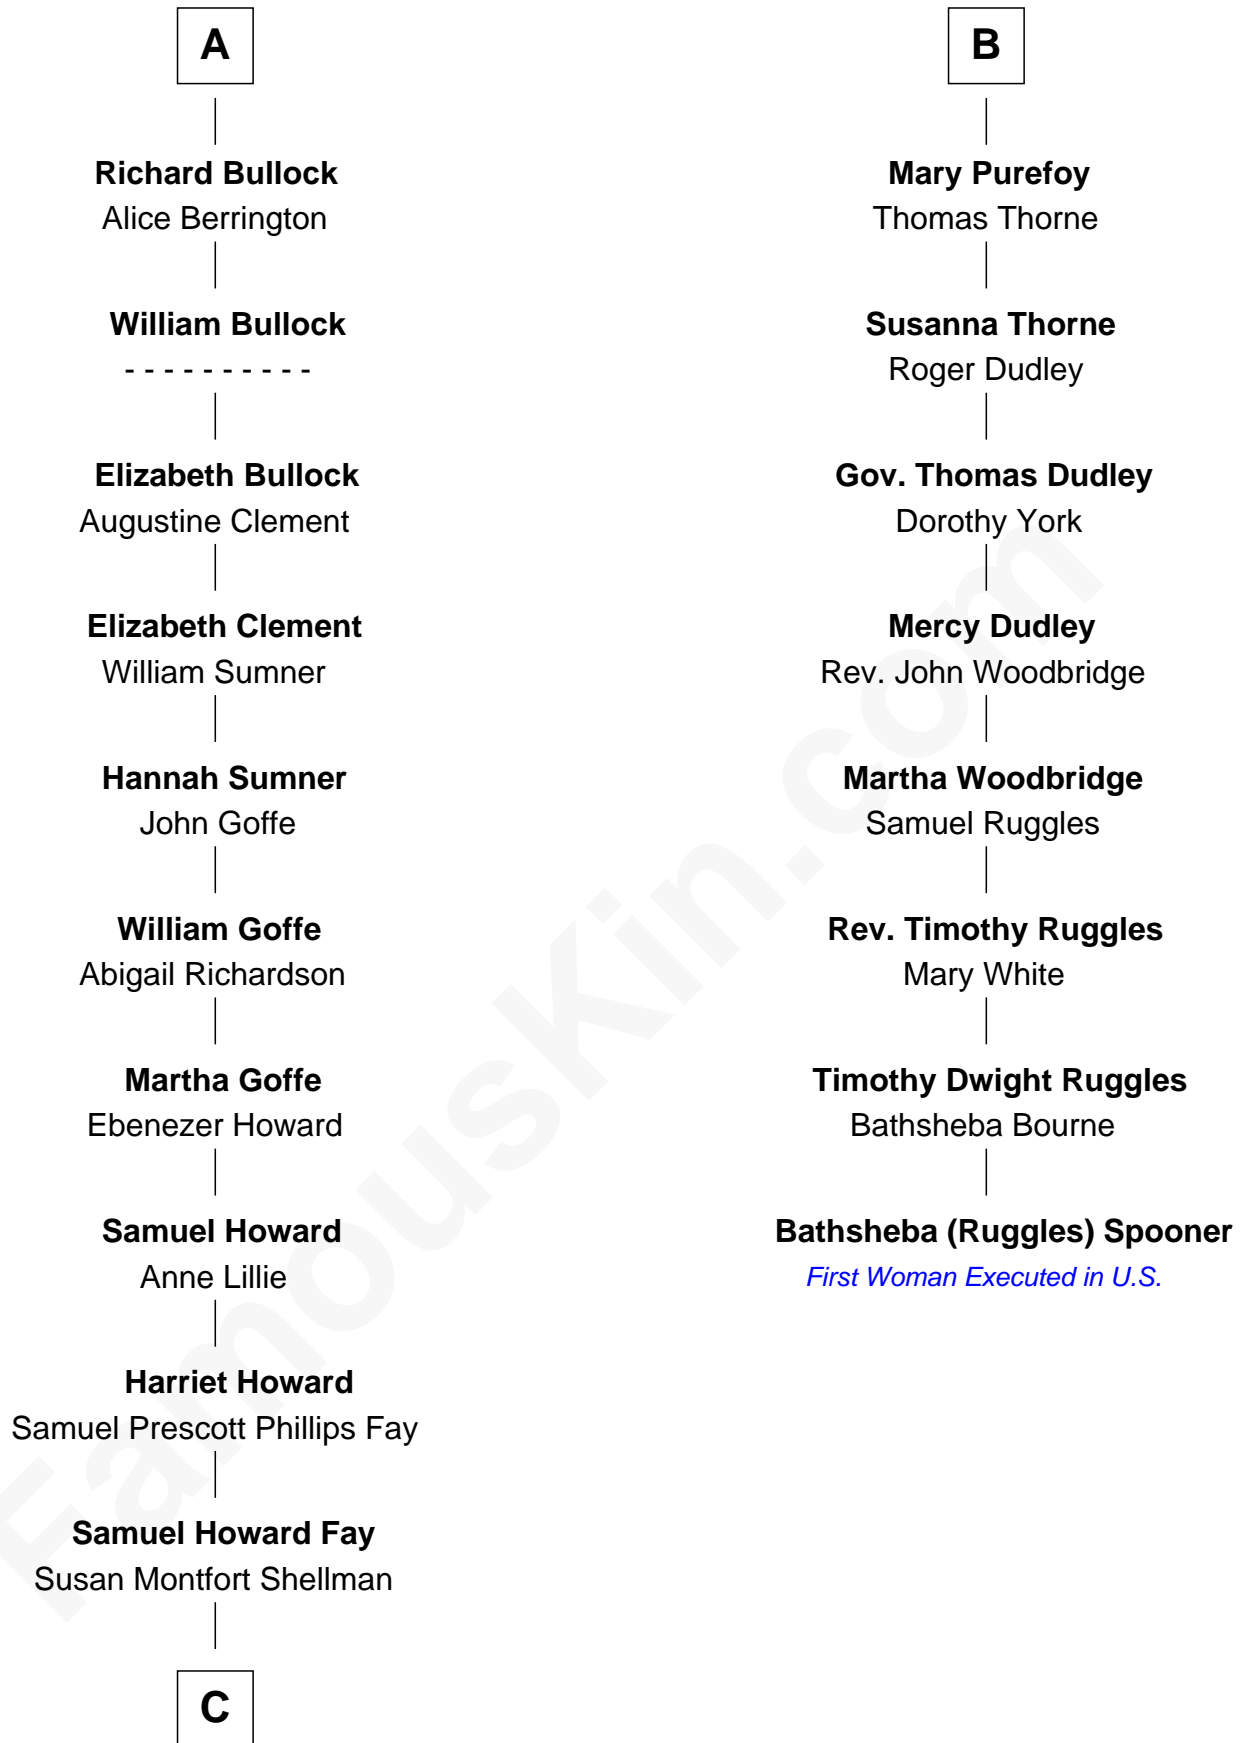 A
Richard Bullock
Alice Berrington
William Bullock
- - - - - - - - - -
Elizabeth Bullock
Augustine Clement
Elizabeth Clement
William Sumner
Hannah Sumner
John Goffe
William Goffe
Abigail Richardson
Martha Goffe
Ebenezer Howard
Samuel Howard
Anne Lillie
Harriet Howard
Samuel Prescott Phillips Fay
Samuel Howard Fay
Susan Montfort Shellman
C
B
Mary Purefoy
Thomas Thorne
Susanna Thorne
Roger Dudley
Gov. Thomas Dudley
Dorothy York
Mercy Dudley
Rev. John Woodbridge
Martha Woodbridge
Samuel Ruggles
Rev. Timothy Ruggles
Mary White
Timothy Dwight Ruggles
Bathsheba Bourne
Bathsheba (Ruggles) Spooner
First Woman Executed in U.S.
FamousKin.com